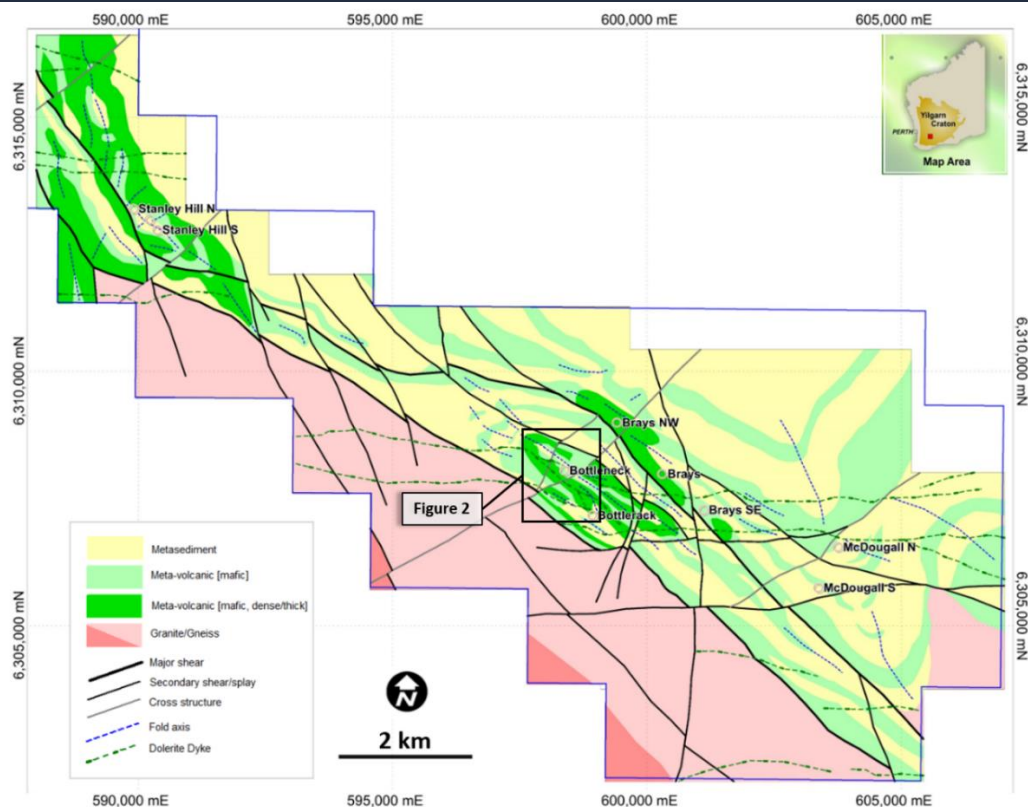 590,000 mE
595,000 mE
600,000 mE
605,000 mE
6,315,000 mN
6,315,000 mN
Yilgarn
Craton
PERTH
Map Area
Stanley Hill N
Stanley Hill S
6,310,000 mN
6,310,000 mN
Brays NW
Bottleneck
Brays
Figure 2
Bottlerack
Brays SE
McDougall N
McDougall S
6,305,000 mN
6,305,000 mN
Metasediment
Meta-volcanic [mafic]
Meta-volcanic [mafic, dense/thick]
Granite/Gneiss
Major shear
Secondary shear/splay
Cross structure
Fold axis
Dolerite Dyke
N
2 km
590,000 mE
595,000 mE
600,000 mE
605,000 mE